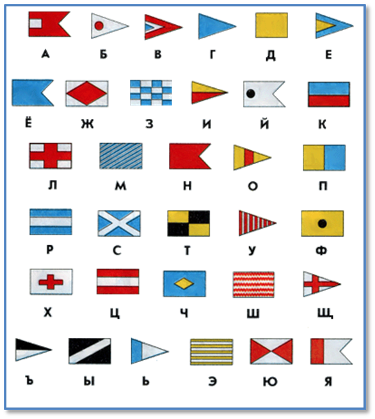 А Б В Г Д Е
Ё Ж З И Й К
Л М Н О П
Р С Т У Ф
Х Ц Ч Ш Щ
Ъ Ы Ь Э Ю Я